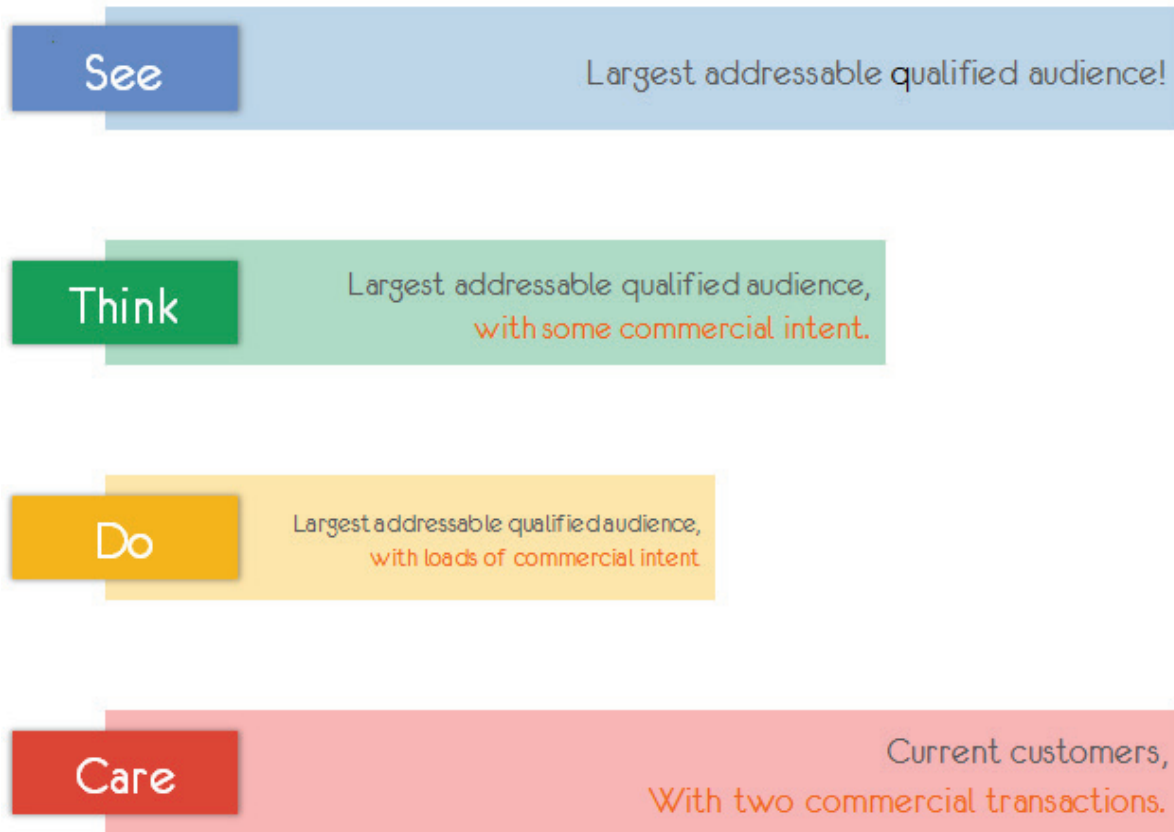 See
Largest addressable qualified audience!
Think
Largest addressable qualified audience,
with some commercial intent.
Do
Largest addressable qualified audience,
with loads of commercial intent
Care
Current customers,
With two commercial transactions.